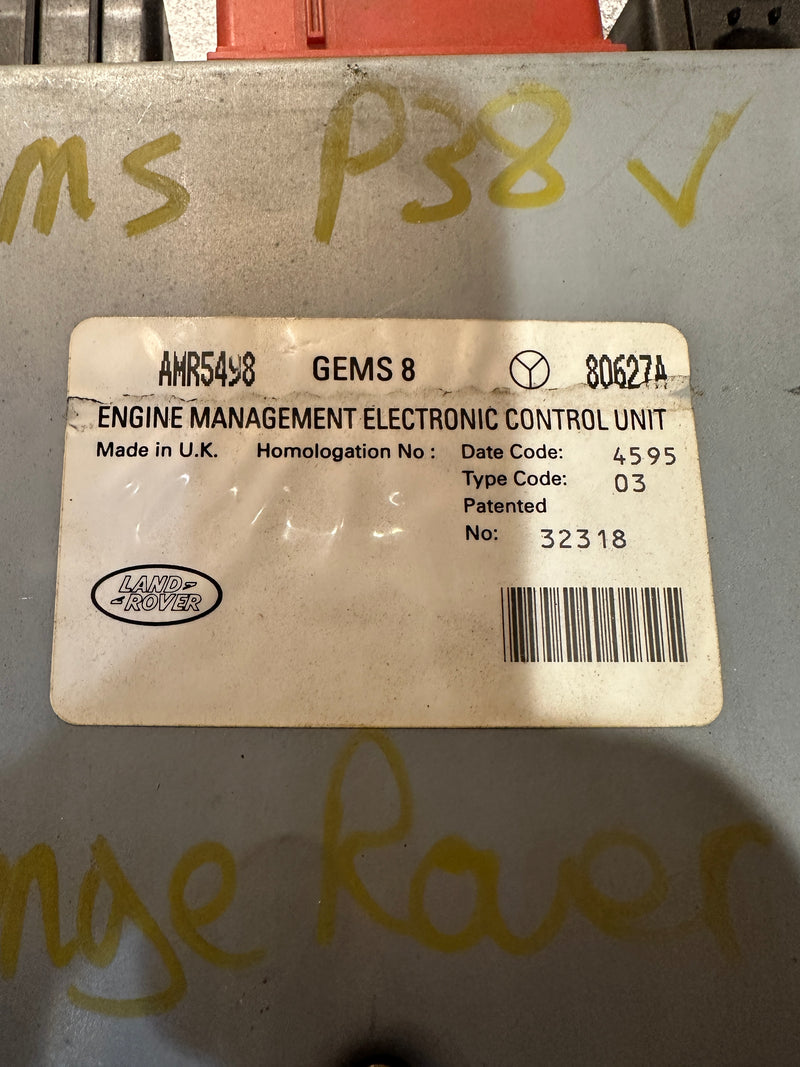 ms P38 ✓
AMR5498 GEMS 8 80627A
ENGINE MANAGEMENT ELECTRONIC CONTROL UNIT
Made in U.K. Homologation No : Date Code: 4595
Type Code: 03
Patented
No: 32318
LAND-
-ROVER
nge Rover